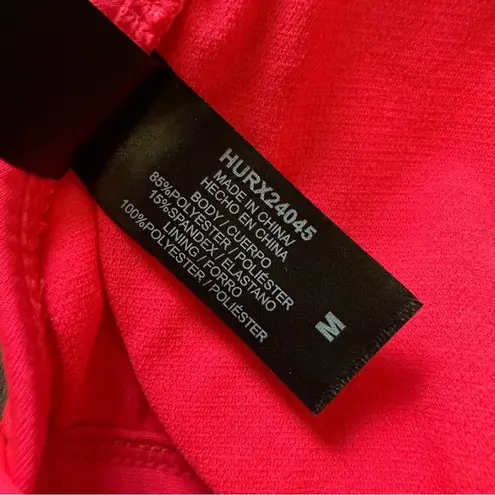 HURX24045
MADE IN CHINA/
HECHO EN CHINA
BODY / CUERPO
85%POLYESTER / POLIÉSTER
15%SPANDEX / ELASTANO
LINING / FORRO
100%POLYESTER / POLIÉSTER
M